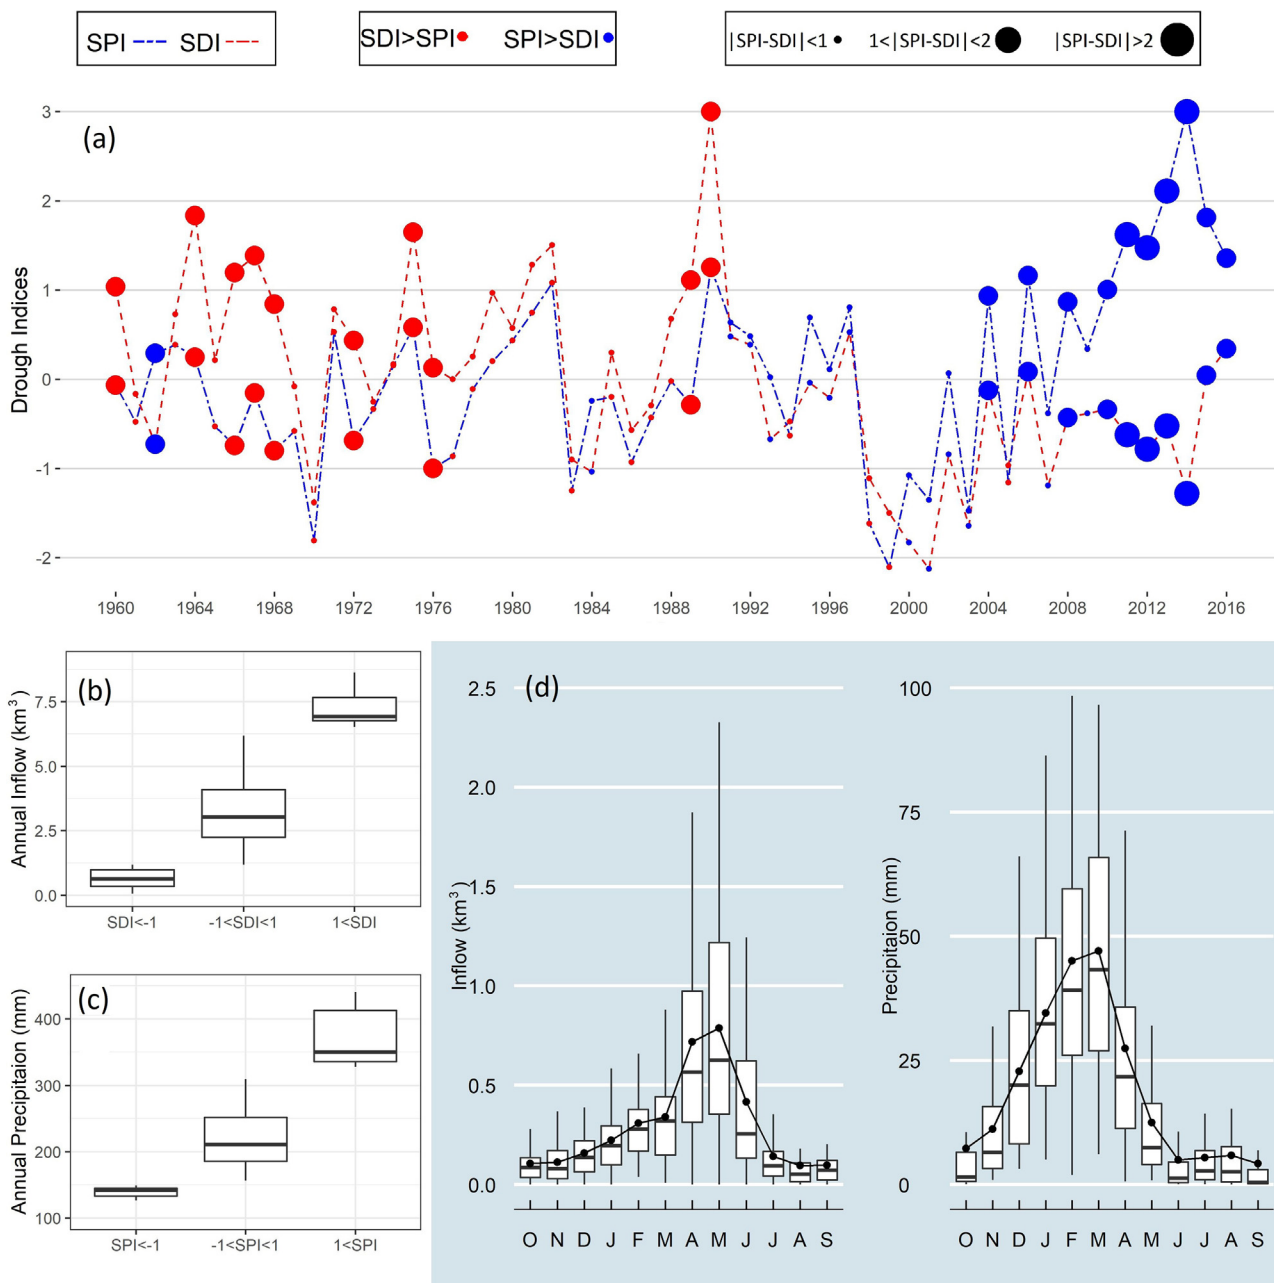 SPI SDI
SDI>SPI SPI>SDI
|SPI-SDI|<1 1<|SPI-SDI|<2 |SPI-SDI|>2
(a)
Drough Indices
3
2
1
0
-1
-2
1960 1964 1968 1972 1976 1980 1984 1988 1992 1996 2000 2004 2008 2012 2016
(b)
Annual Inflow (km³)
7.5
5.0
2.5
0.0
SDI<-1 -1<SDI<1 1<SDI
(c)
Annual Precipitaion (mm)
400
300
200
100
SPI<-1 -1<SPI<1 1<SPI
(d)
Inflow (km³)
2.5
2.0
1.5
1.0
0.5
0.0
O N D J F M A M J J A S
Precipitaion (mm)
100
75
50
25
0
O N D J F M A M J J A S